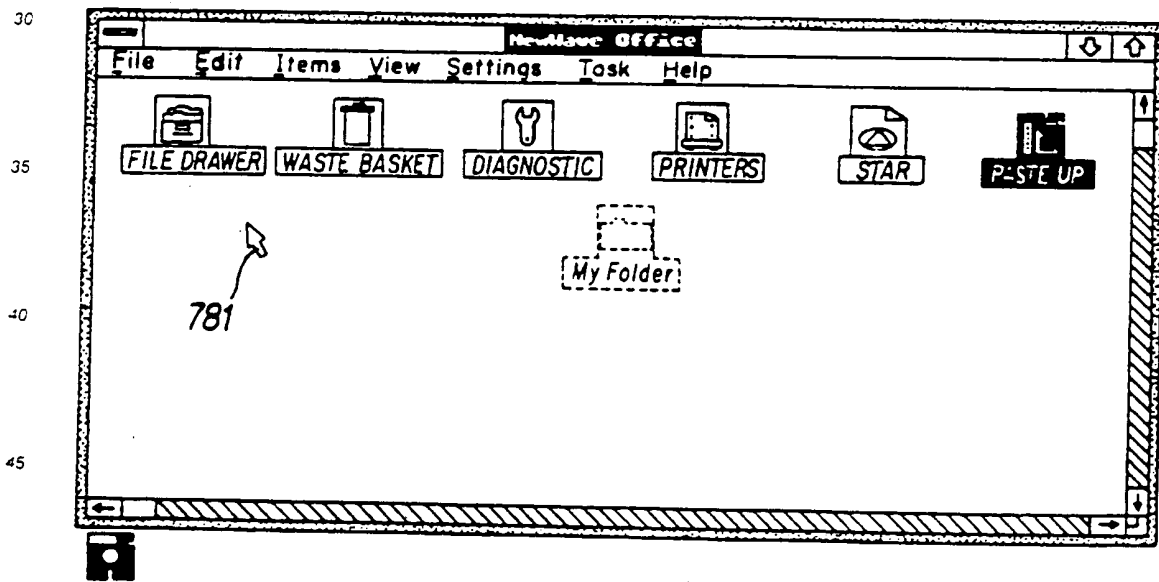 30
NewWave Office
File Edit Items View Settings Task Help
FILE DRAWER WASTE BASKET DIAGNOSTIC PRINTERS STAR PASTE UP
35
My Folder
781
40
45